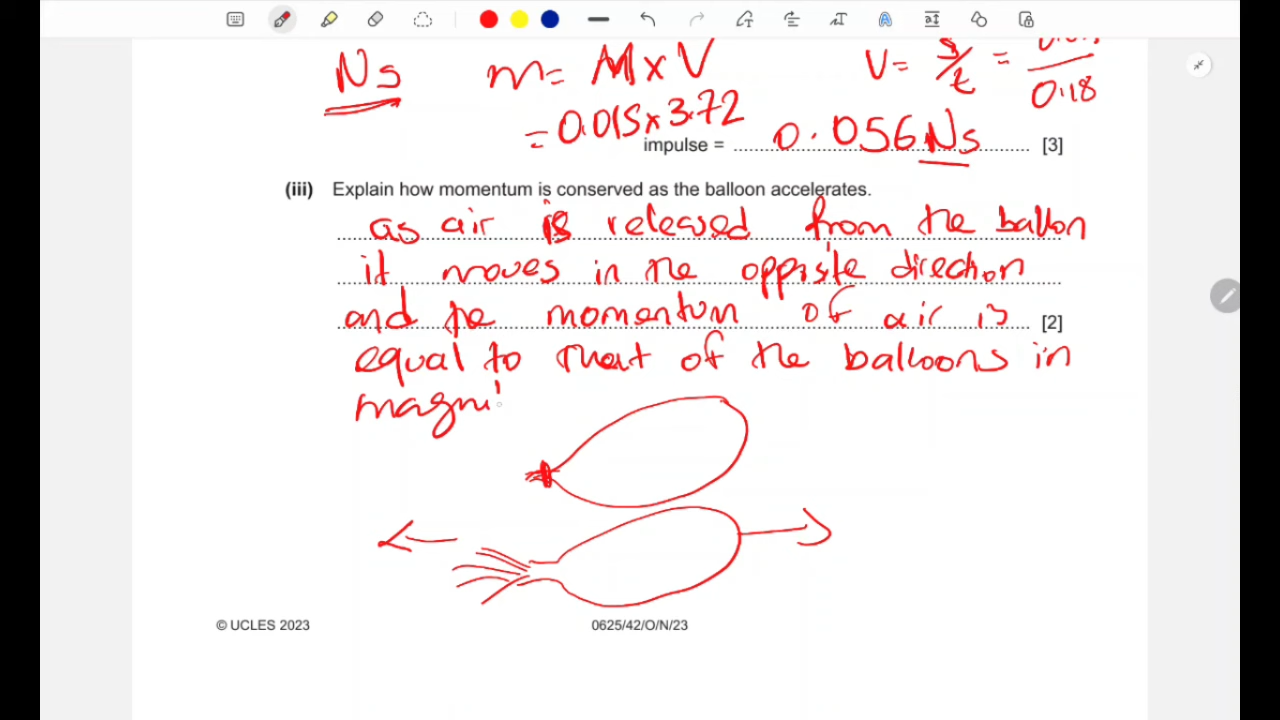 Ns m= M x V V= s/t =
0.18
= 0.015 x 3.72
impulse = 0.056 Ns [3]
(iii) Explain how momentum is conserved as the balloon accelerates.
as air is released from the ballon
it moves in the opposite direction
and the momentum of air is [2]
equal to that of the balloons in
magni
© UCLES 2023 0625/42/O/N/23